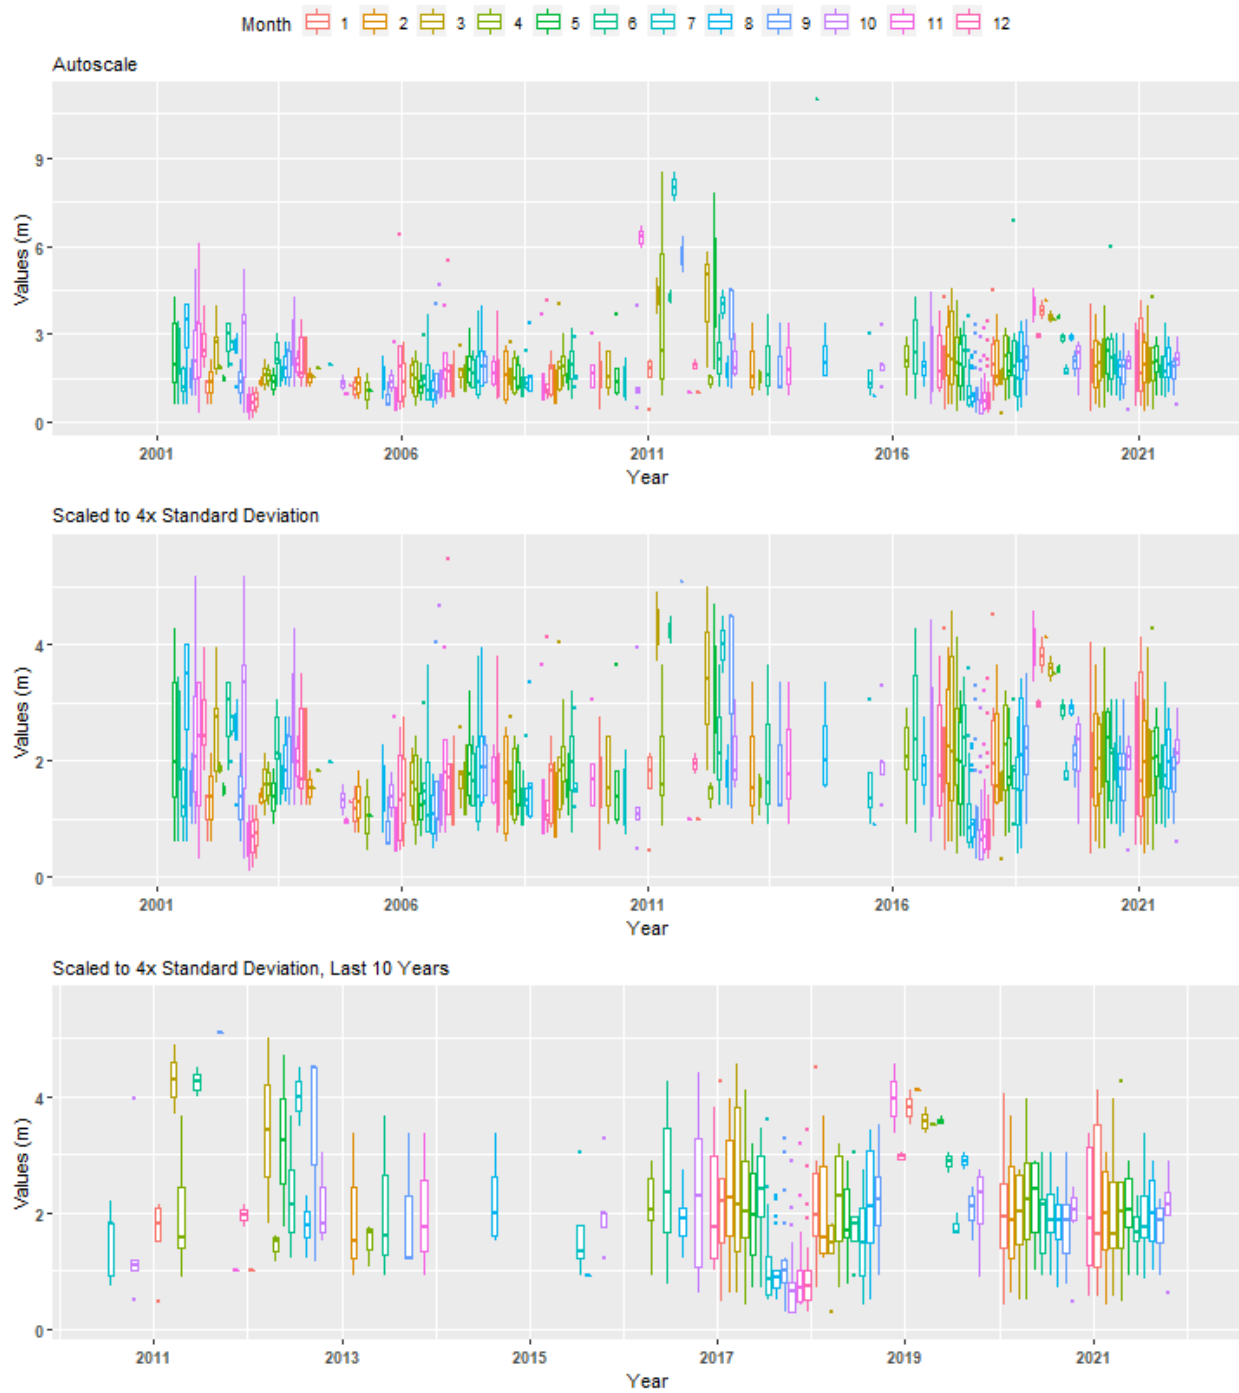 Month 1 2 3 4 5 6 7 8 9 10 11 12
Autoscale
Values (m)
9
6
3
0
2001 2006 2011 2016 2021
Year
Scaled to 4x Standard Deviation
Values (m)
4
2
0
2001 2006 2011 2016 2021
Year
Scaled to 4x Standard Deviation, Last 10 Years
Values (m)
4
2
0
2011 2013 2015 2017 2019 2021
Year